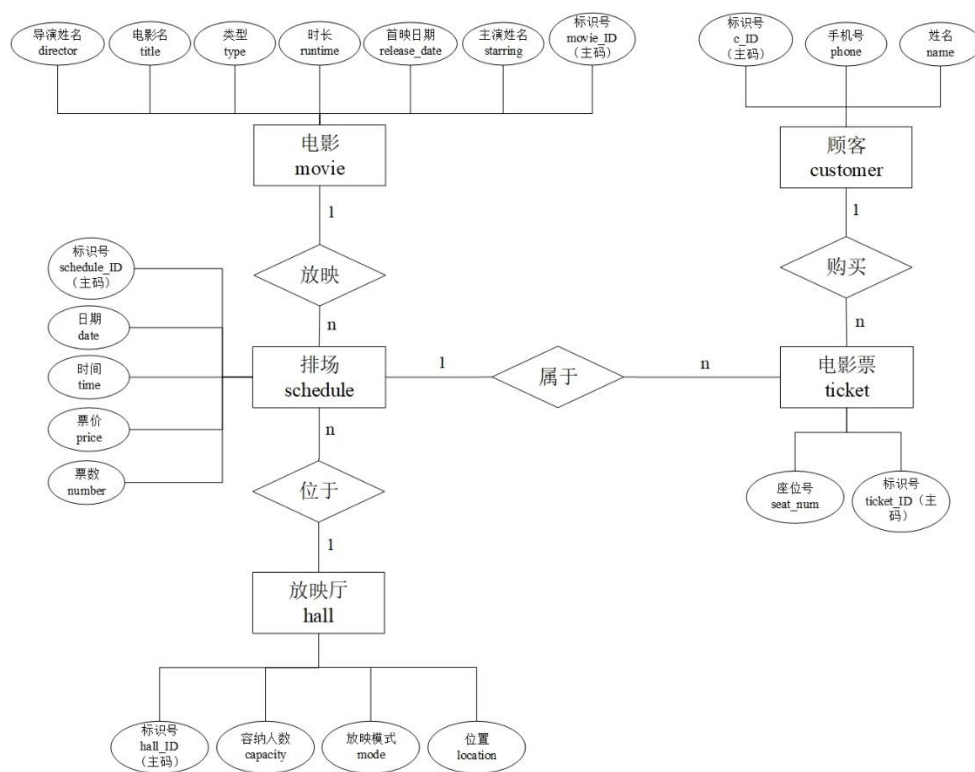 导演姓名
director
电影名
title
类型
type
时长
runtime
首映日期
release_date
主演姓名
starring
标识号
movie_ID
（主码）
标识号
c_ID
（主码）
手机号
phone
姓名
name
电影
movie
顾客
customer
1
1
标识号
schedule_ID
（主码）
放映
购买
日期
date
n
n
时间
time
排场
schedule
1
属于
n
电影票
ticket
票价
price
n
票数
number
位于
座位号
seat_num
标识号
ticket_ID（主
码）
1
放映厅
hall
标识号
hall_ID
（主码）
容纳人数
capacity
放映模式
mode
位置
location